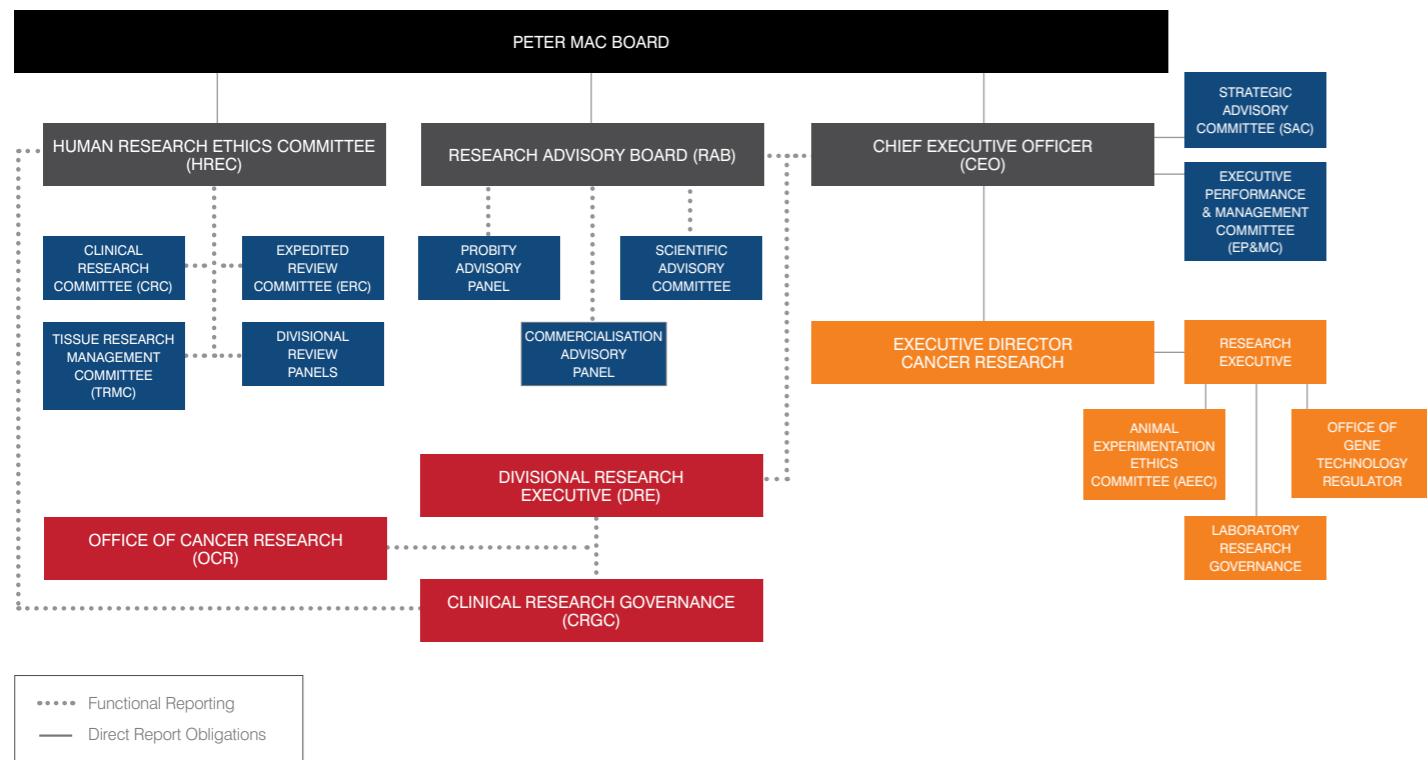 PETER MAC BOARD
STRATEGIC
ADVISORY
COMMITTEE (SAC)
HUMAN RESEARCH ETHICS COMMITTEE
(HREC)
RESEARCH ADVISORY BOARD (RAB)
CHIEF EXECUTIVE OFFICER
(CEO)
EXECUTIVE
PERFORMANCE
& MANAGEMENT
COMMITTEE
(EP&MC)
CLINICAL
RESEARCH
COMMITTEE (CRC)
EXPEDITED
REVIEW
COMMITTEE (ERC)
PROBITY
ADVISORY
PANEL
SCIENTIFIC
ADVISORY
COMMITTEE
TISSUE RESEARCH
MANAGEMENT
COMMITTEE
(TRMC)
DIVISIONAL
REVIEW
PANELS
COMMERCIALISATION
ADVISORY
PANEL
EXECUTIVE DIRECTOR
CANCER RESEARCH
RESEARCH
EXECUTIVE
ANIMAL
EXPERIMENTATION
ETHICS
COMMITTEE (AEEC)
OFFICE OF
GENE
TECHNOLOGY
REGULATOR
DIVISIONAL RESEARCH
EXECUTIVE (DRE)
OFFICE OF CANCER RESEARCH
(OCR)
LABORATORY
RESEARCH
GOVERNANCE
CLINICAL RESEARCH GOVERNANCE
(CRGC)
Functional Reporting
Direct Report Obligations